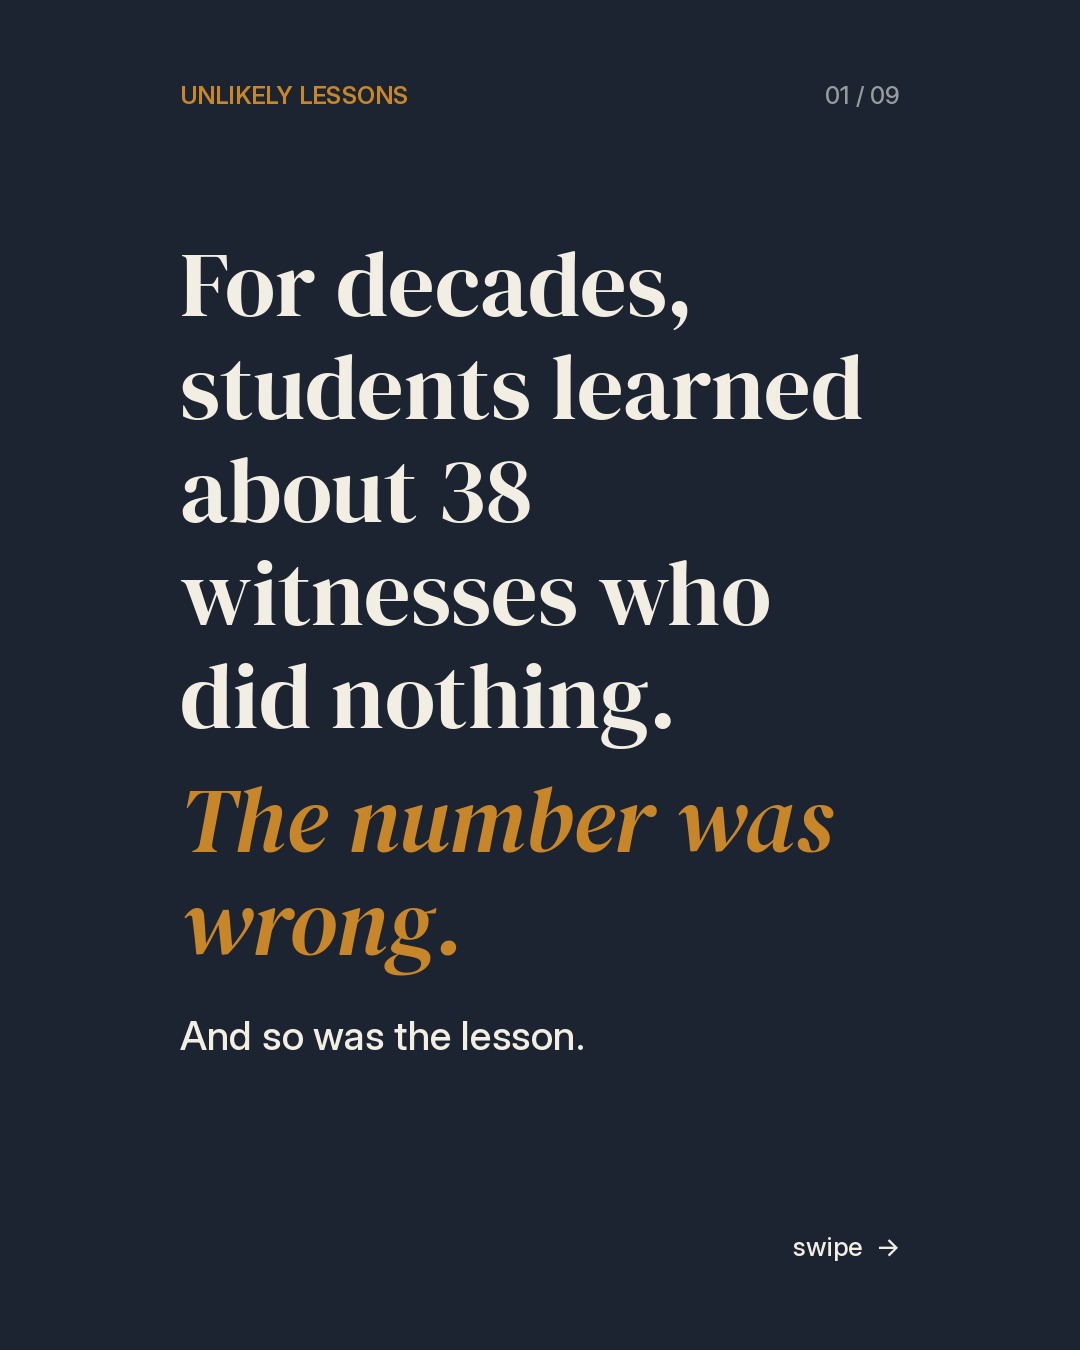 UNLIKELY LESSONS
01 / 09
For decades,
students learned
about 38
witnesses who
did nothing.
The number was
wrong.
And so was the lesson.
swipe →